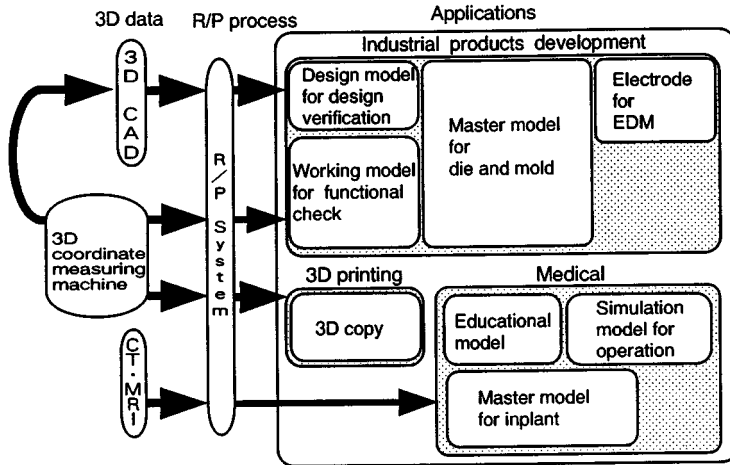 3D data
R/P process
Applications
3D CAD
3D
coordinate
measuring
machine
CT·MRI
R/P System
Industrial products development
Design model
for design
verification
Working model
for functional
check
Master model
for
die and mold
Electrode
for
EDM
3D printing
3D copy
Medical
Educational
model
Simulation
model for
operation
Master model
for inplant